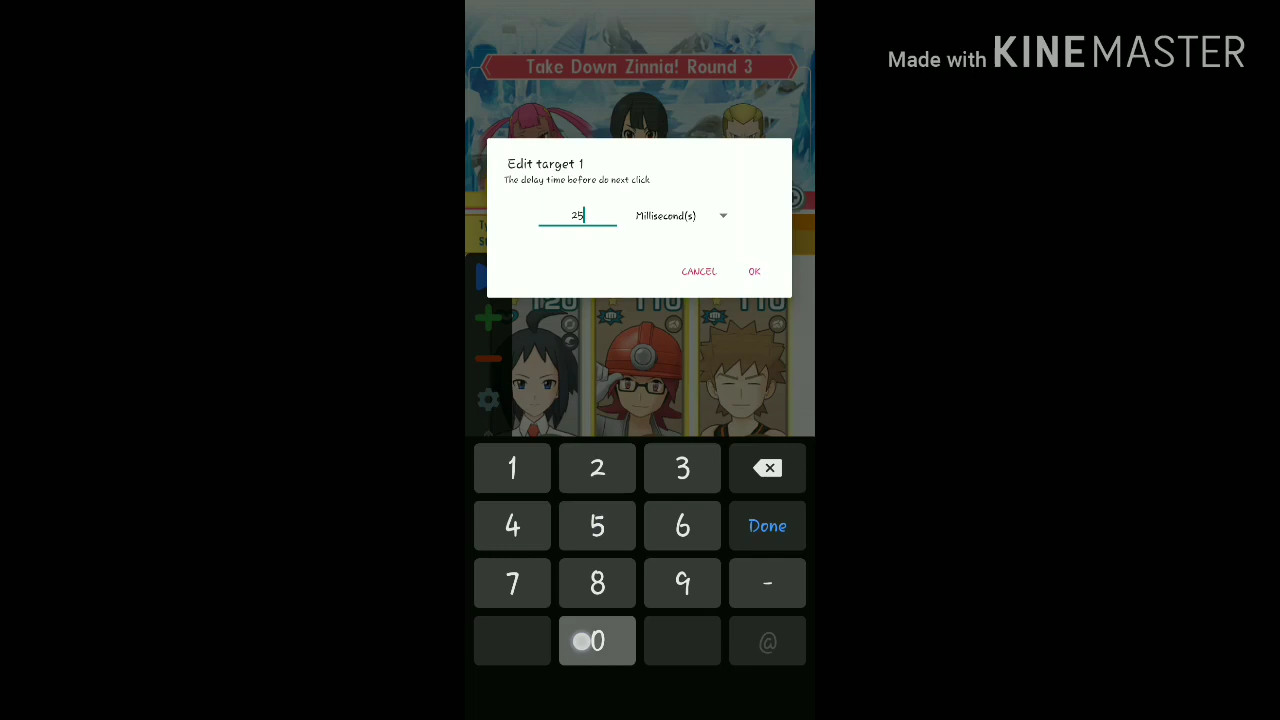 Made with KINEMASTER
Take Down Zinnia! Round 3
Edit target 1
The delay time before do next click
25 Millisecond(s)
CANCEL OK
120 110 110
1 2 3
4 5 6 Done
7 8 9 -
0 @